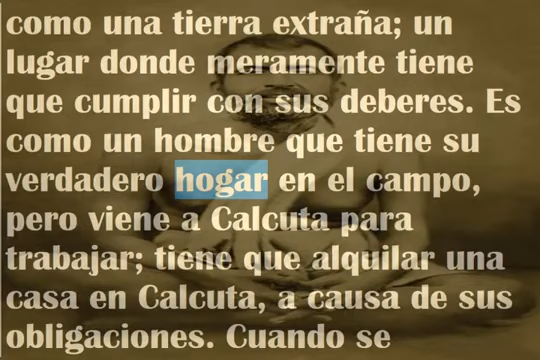 como una tierra extraña; un
lugar donde meramente tiene
que cumplir con sus deberes. Es
como un hombre que tiene su
verdadero hogar en el campo,
pero viene a Calcuta para
trabajar; tiene que alquilar una
casa en Calcuta, a causa de sus
obligaciones. Cuando se